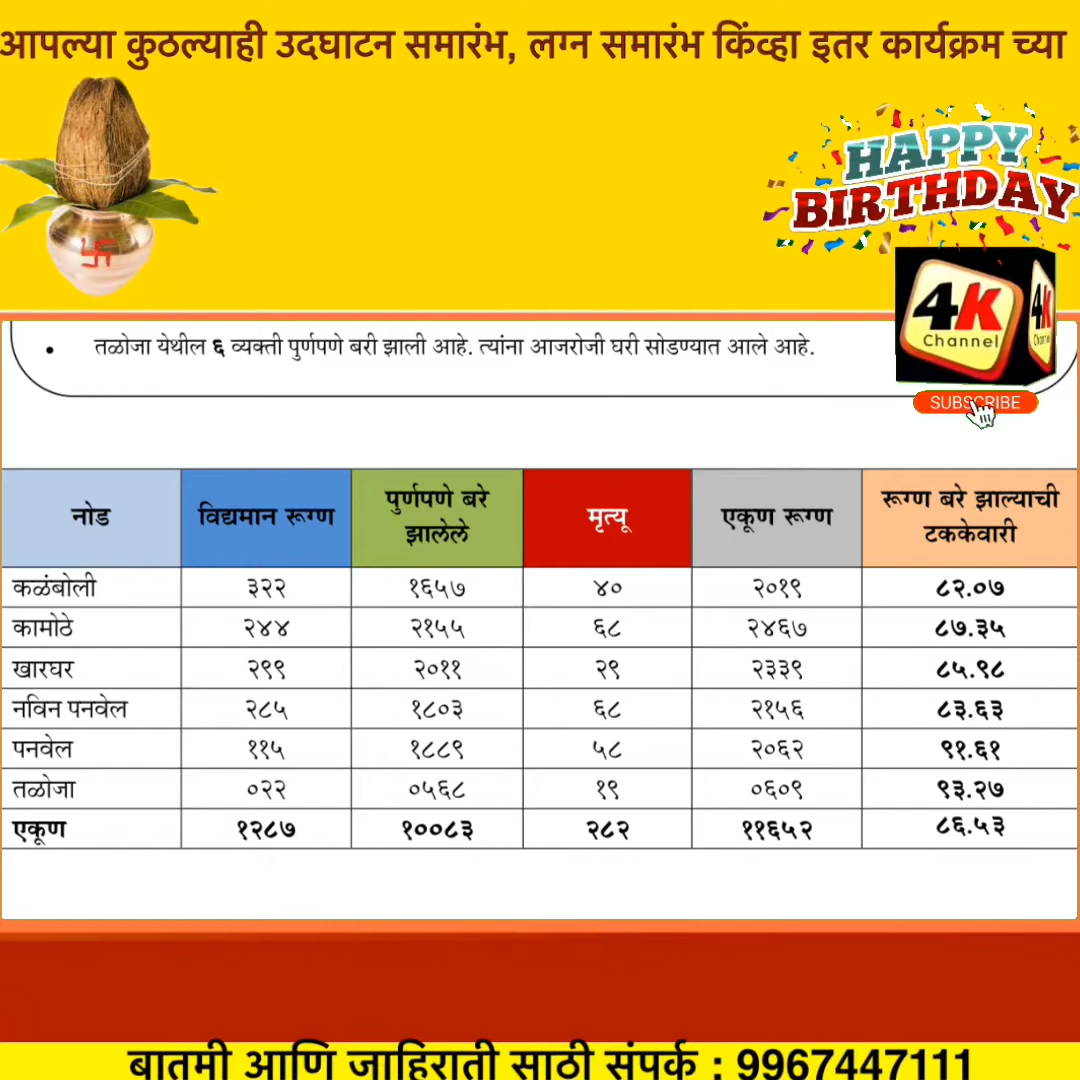 आपल्या कुठल्याही उदघाटन समारंभ, लग्न समारंभ किंव्हा इतर कार्यक्रम च्या
HAPPY
BIRTHDAY
4K
Channel
4K
Channel
SUBSCRIBE
• तळोजा येथील ६ व्यक्ती पुर्णपणे बरी झाली आहे. त्यांना आजरोजी घरी सोडण्यात आले आहे.
नोड विद्यमान रूग्ण पुर्णपणे बरे झालेले मृत्यू एकूण रूग्ण रूग्ण बरे झाल्याची टक्केवारी
कळंबोली ३२२ १६५७ ४० २०१९ ८२.०७
कामोठे २४४ २१५५ ६८ २४६७ ८७.३५
खारघर २९९ २०११ २९ २३३९ ८५.९८
नविन पनवेल २८५ १८०३ ६८ २१५६ ८३.६३
पनवेल ११५ १८८९ ५८ २०६२ ९१.६१
तळोजा ०२२ ०५६८ १९ ०६०९ ९३.२७
एकूण १२८७ १००८३ २८२ ११६५२ ८६.५३
बातमी आणि जाहिराती साठी संपर्क : 9967447111